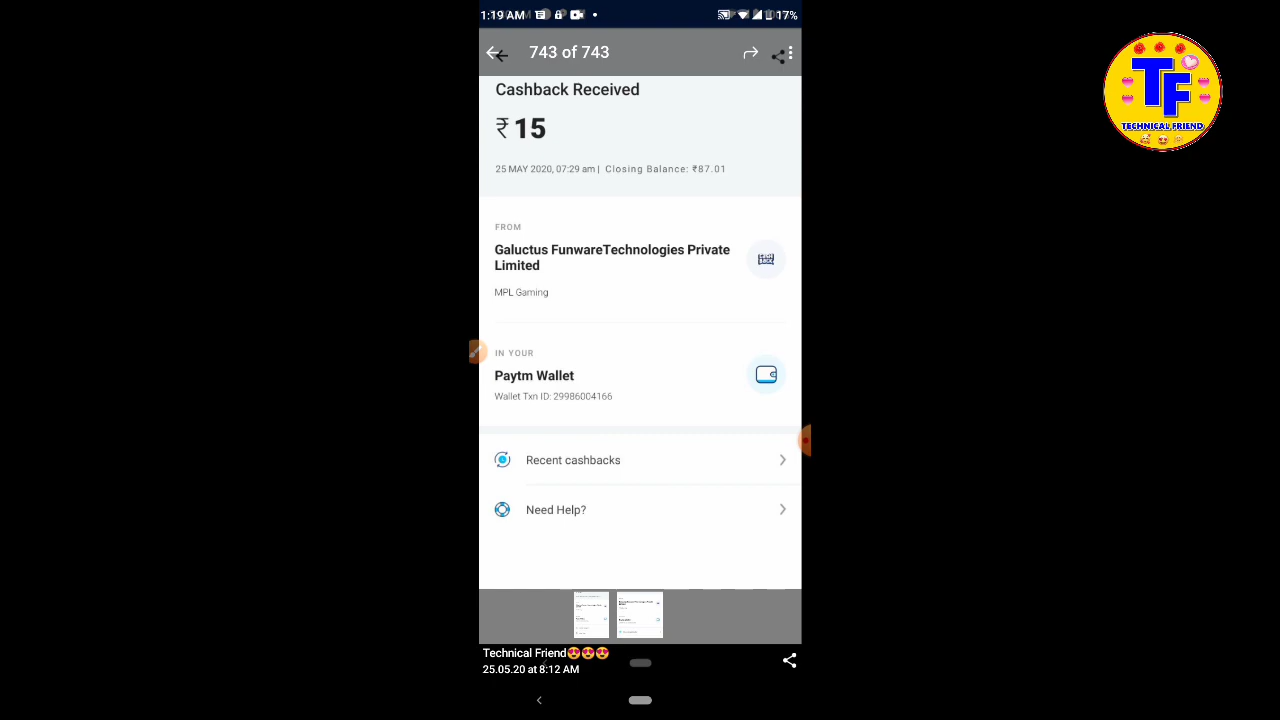 1:19 AM
17%
743 of 743
Cashback Received
₹ 15
25 MAY 2020, 07:29 am | Closing Balance: ₹87.01
FROM
Galuctus FunwareTechnologies Private
Limited
MPL Gaming
IN YOUR
Paytm Wallet
Wallet Txn ID: 29986004166
Recent cashbacks
Need Help?
Technical Friend😍😍😍
25.05.20 at 8:12 AM
TF
TECHNICAL FRIEND